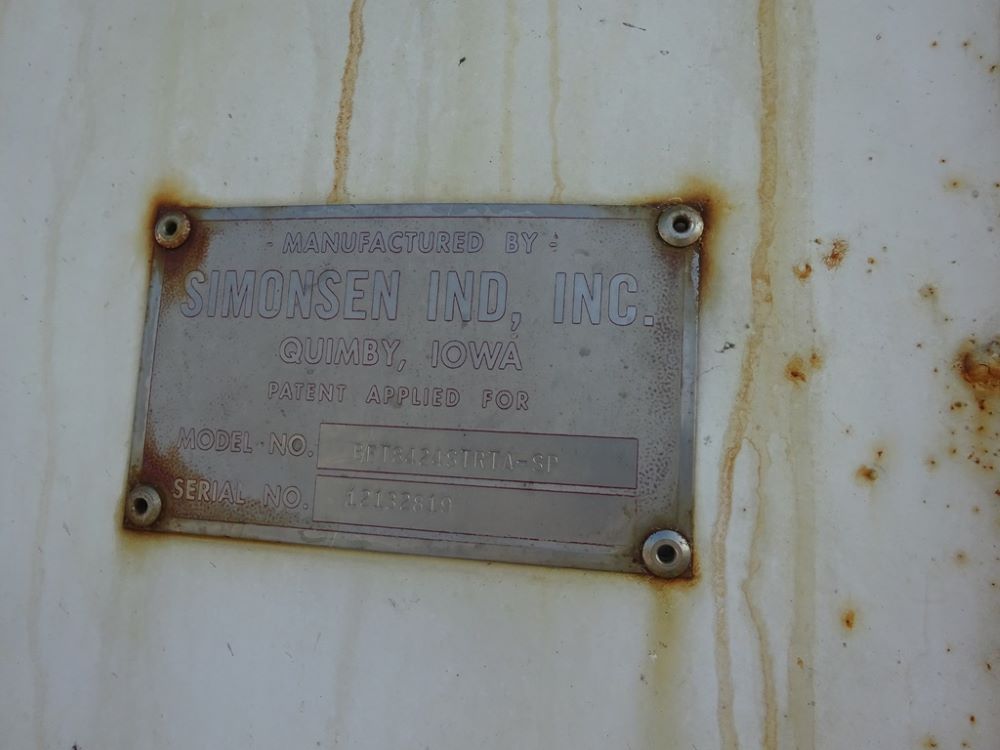 - MANUFACTURED BY -
SIMONSEN IND, INC.
QUIMBY, IOWA
PATENT APPLIED FOR
MODEL NO.
SERIAL NO. 12132819